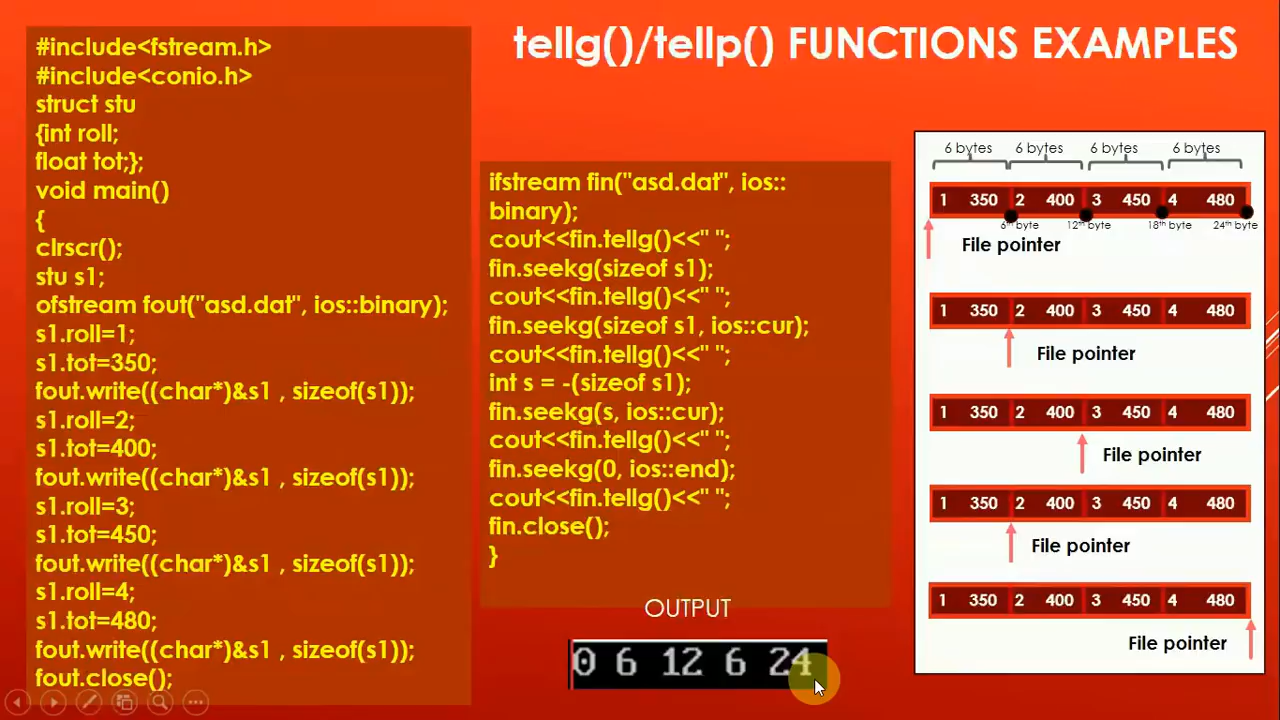 tellg()/tellp() FUNCTIONS EXAMPLES
#include<fstream.h>
#include<conio.h>
struct stu
{int roll;
float tot;};
void main()
{
clrscr();
stu s1;
ofstream fout("asd.dat", ios::binary);
s1.roll=1;
s1.tot=350;
fout.write((char*)&s1 , sizeof(s1));
s1.roll=2;
s1.tot=400;
fout.write((char*)&s1 , sizeof(s1));
s1.roll=3;
s1.tot=450;
fout.write((char*)&s1 , sizeof(s1));
s1.roll=4;
s1.tot=480;
fout.write((char*)&s1 , sizeof(s1));
fout.close();
ifstream fin("asd.dat", ios::
binary);
cout<<fin.tellg()<<" ";
fin.seekg(sizeof s1);
cout<<fin.tellg()<<" ";
fin.seekg(sizeof s1, ios::cur);
cout<<fin.tellg()<<" ";
int s = -(sizeof s1);
fin.seekg(s, ios::cur);
cout<<fin.tellg()<<" ";
fin.seekg(0, ios::end);
cout<<fin.tellg()<<" ";
fin.close();
}
OUTPUT
0 6 12 6 24
6 bytes 6 bytes 6 bytes 6 bytes
1 350 2 400 3 450 4 480
6th byte 12th byte 18th byte 24th byte
File pointer
1 350 2 400 3 450 4 480
File pointer
1 350 2 400 3 450 4 480
File pointer
1 350 2 400 3 450 4 480
File pointer
1 350 2 400 3 450 4 480
File pointer